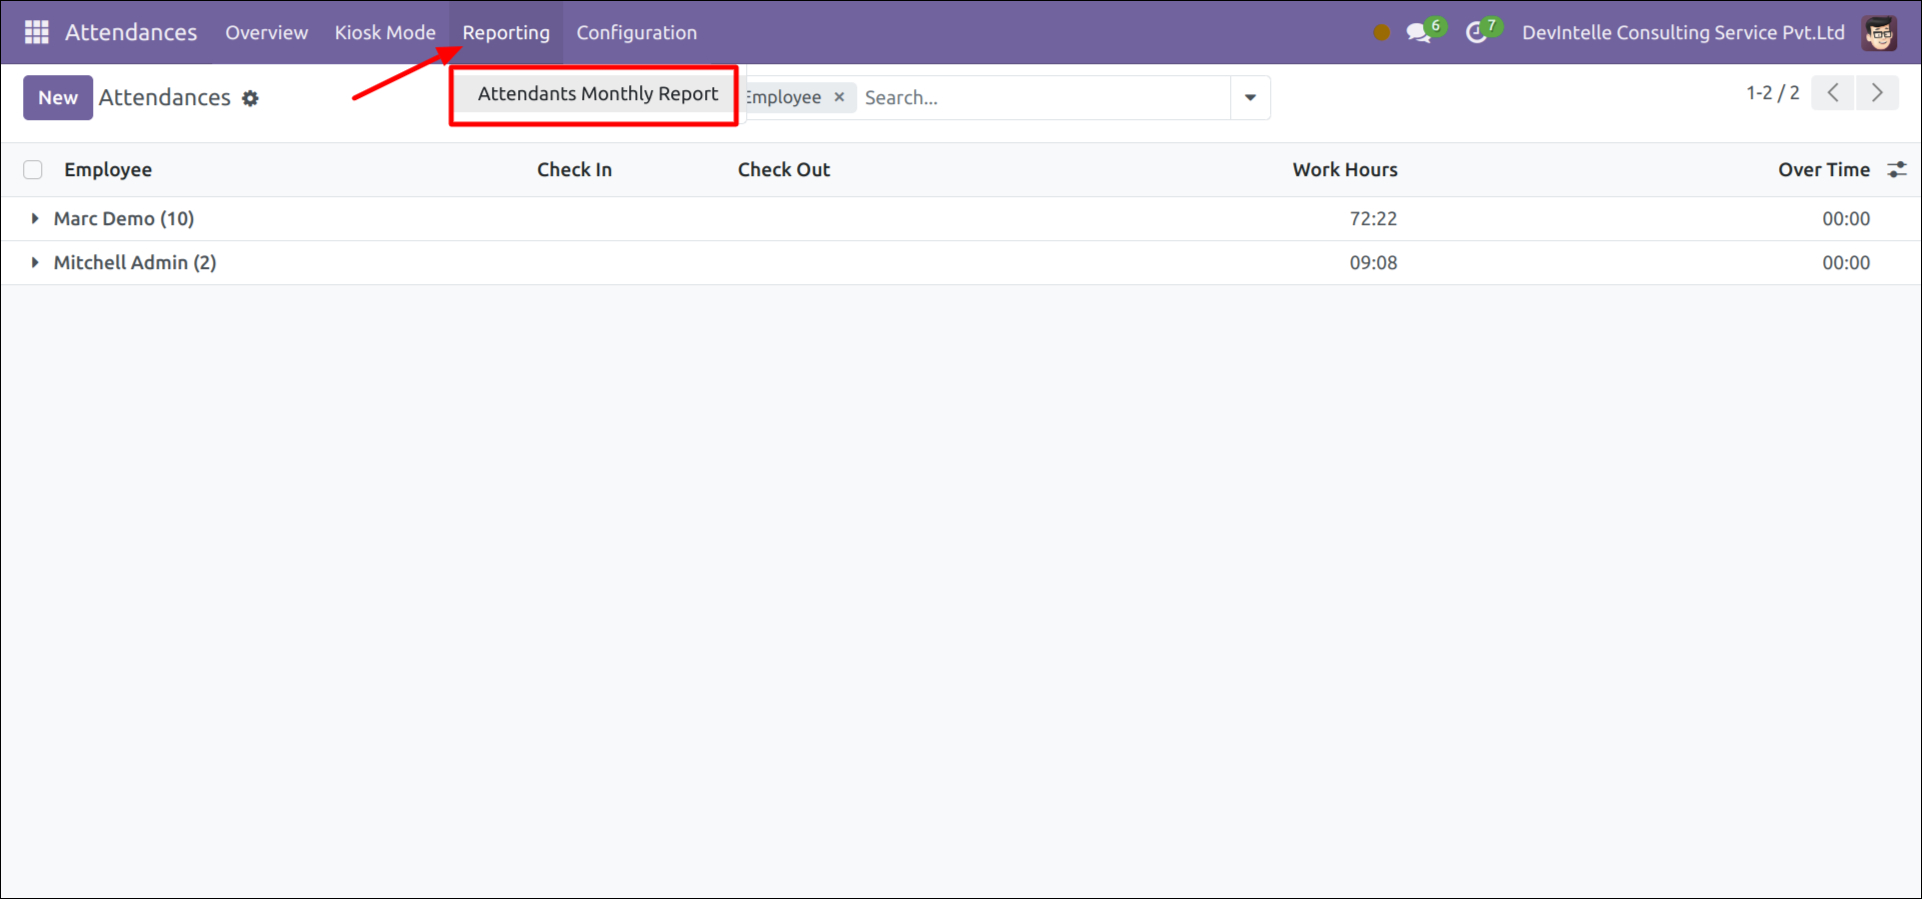 Attendances Overview Kiosk Mode Reporting Configuration 6 7 DevIntelle Consulting Service Pvt.Ltd
New Attendances Attendants Monthly Report Employee × Search... 1-2 / 2
Employee Check In Check Out Work Hours Over Time
Marc Demo (10) 72:22 00:00
Mitchell Admin (2) 09:08 00:00